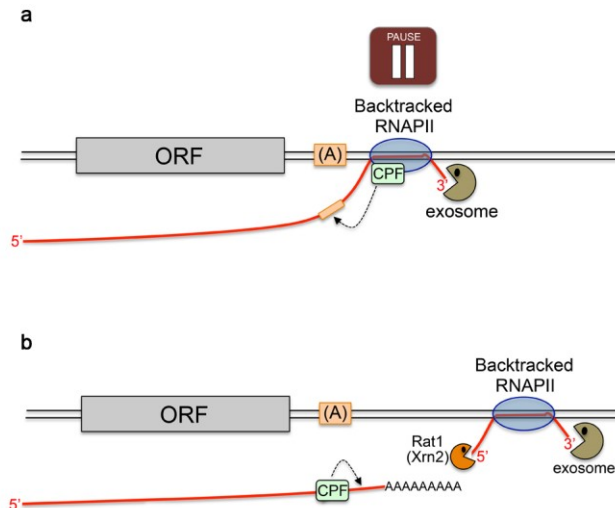 a
PAUSE
Backtracked
RNAPII
ORF
(A)
CPF
3'
exosome
5'
b
Backtracked
RNAPII
ORF
(A)
Rat1
(Xrn2)
5'
3'
exosome
CPF
AAAAAAAAA
5'